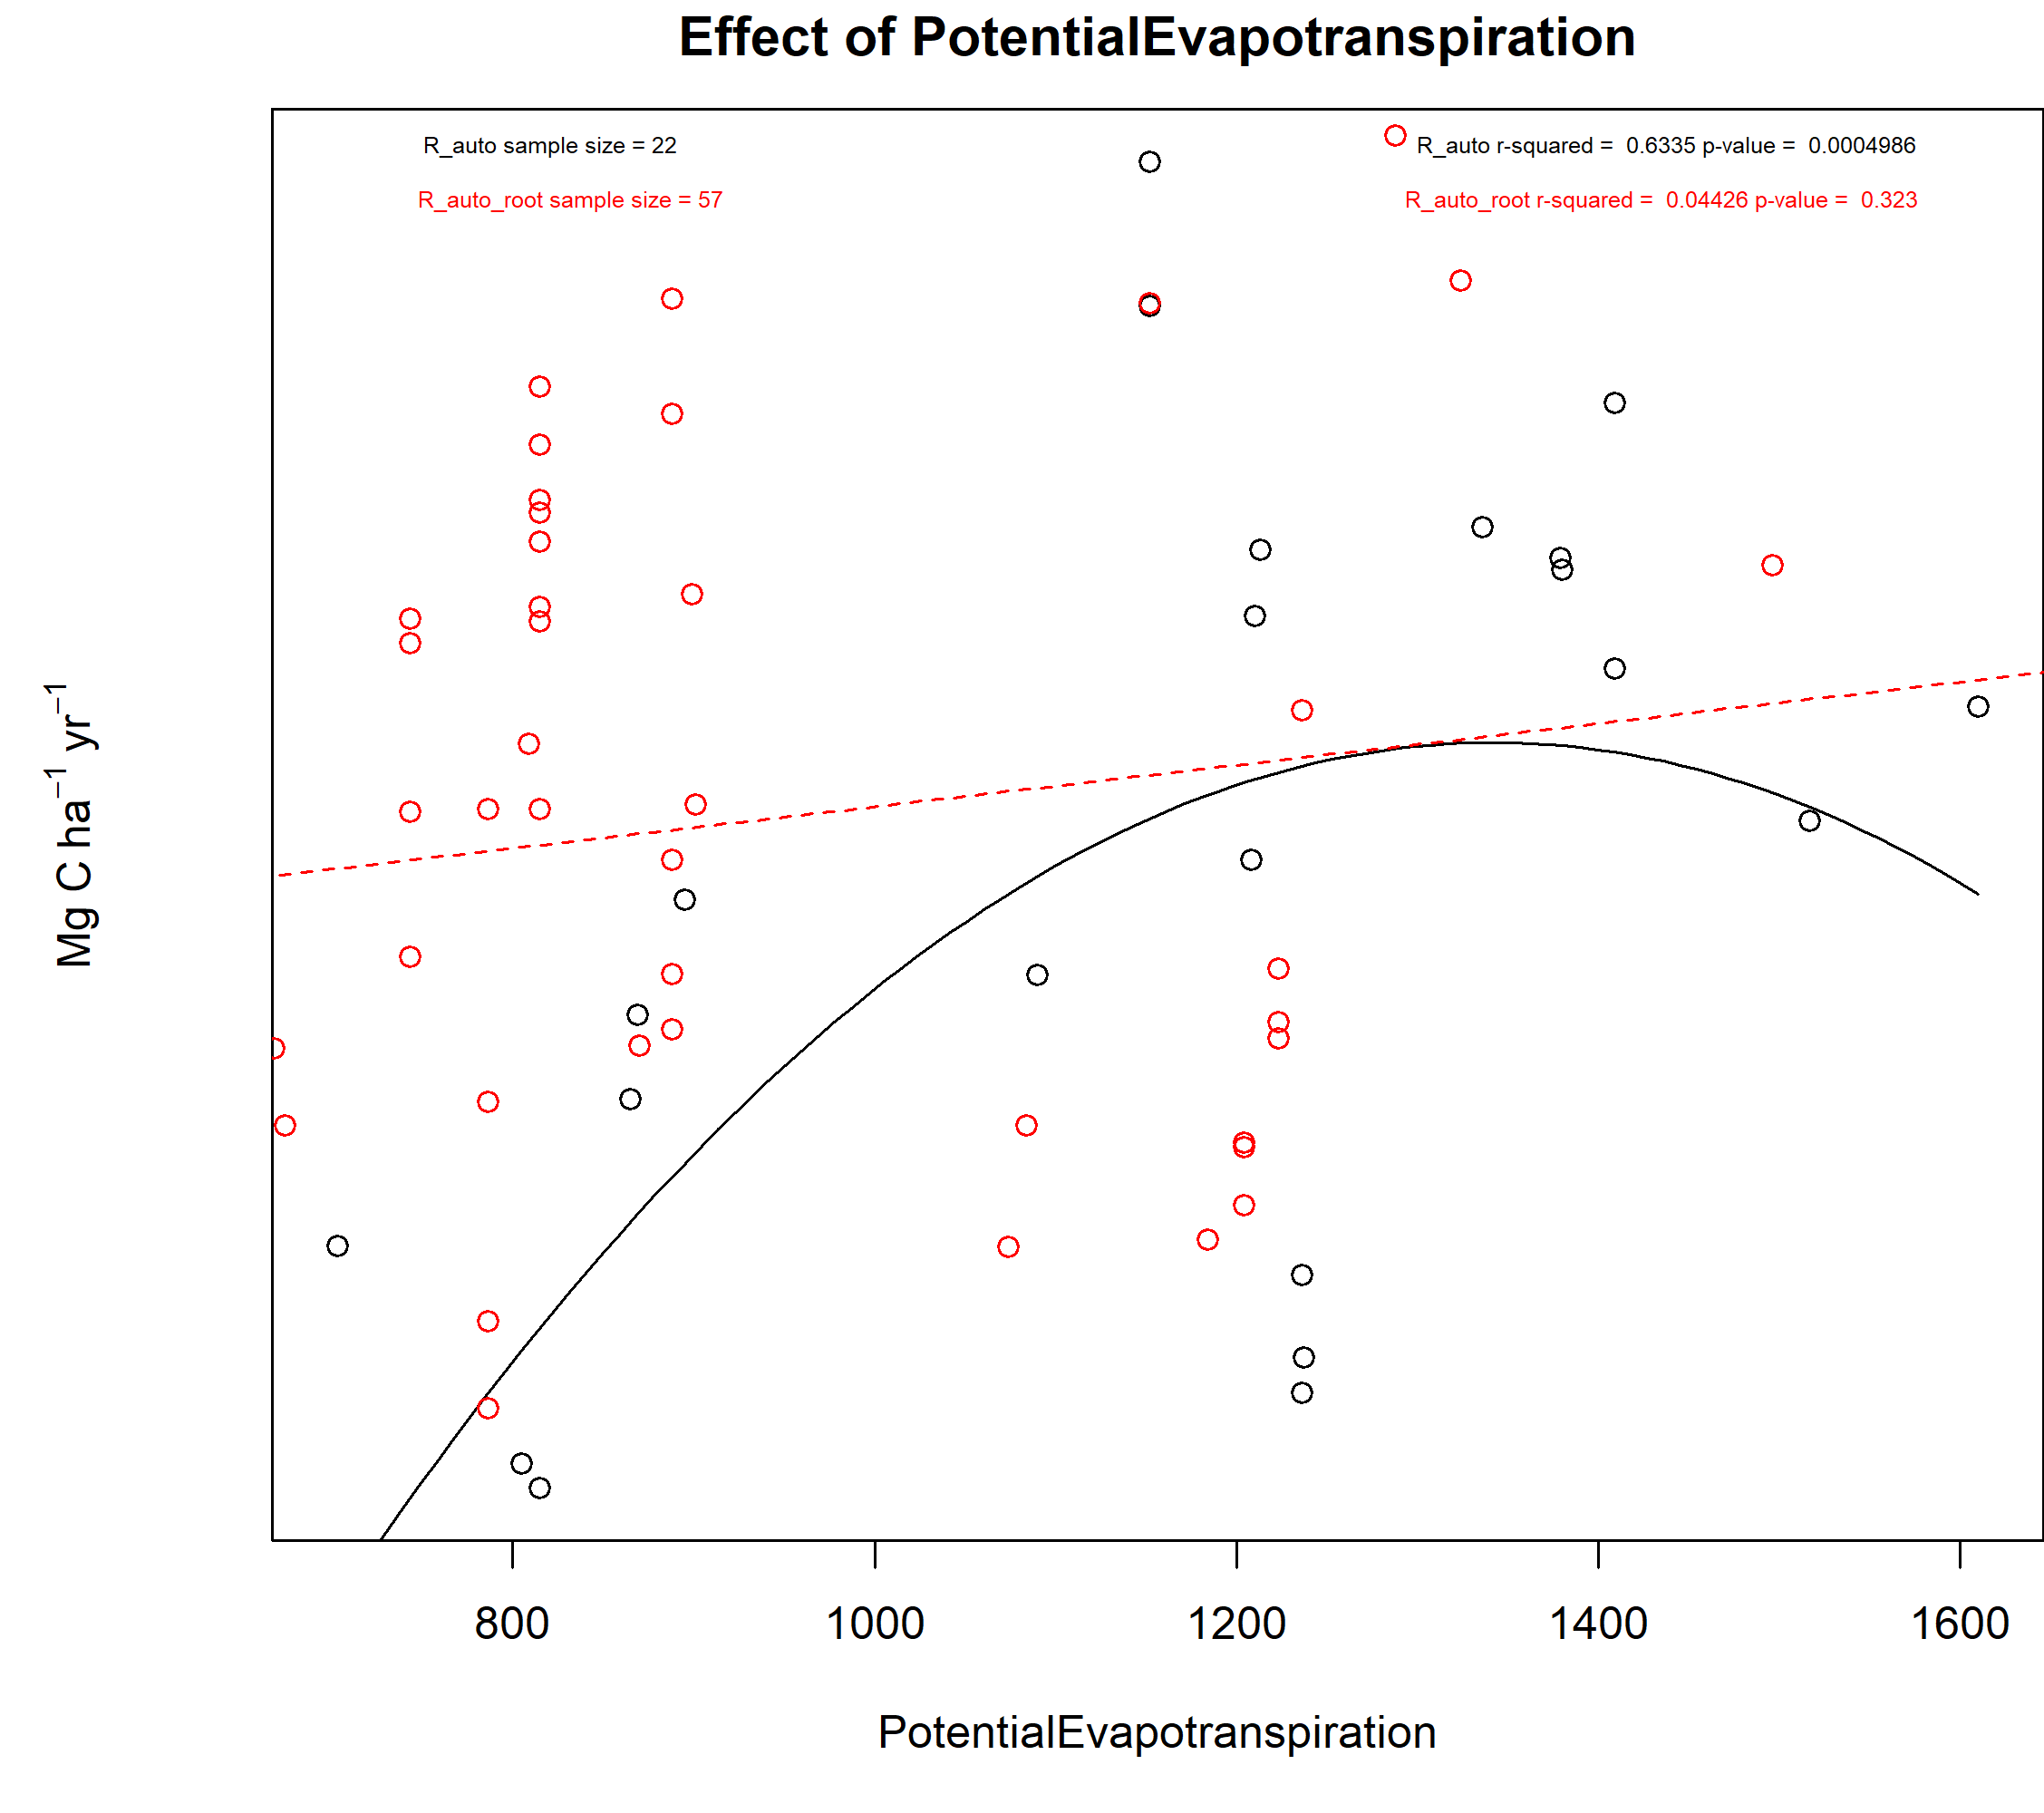 Effect of PotentialEvapotranspiration
R_auto sample size = 22
R_auto r-squared =  0.6335 p-value =  0.0004986
R_auto_root sample size = 57
R_auto_root r-squared =  0.04426 p-value =  0.323
Mg C ha⁻¹ yr⁻¹
800 1000 1200 1400 1600
PotentialEvapotranspiration